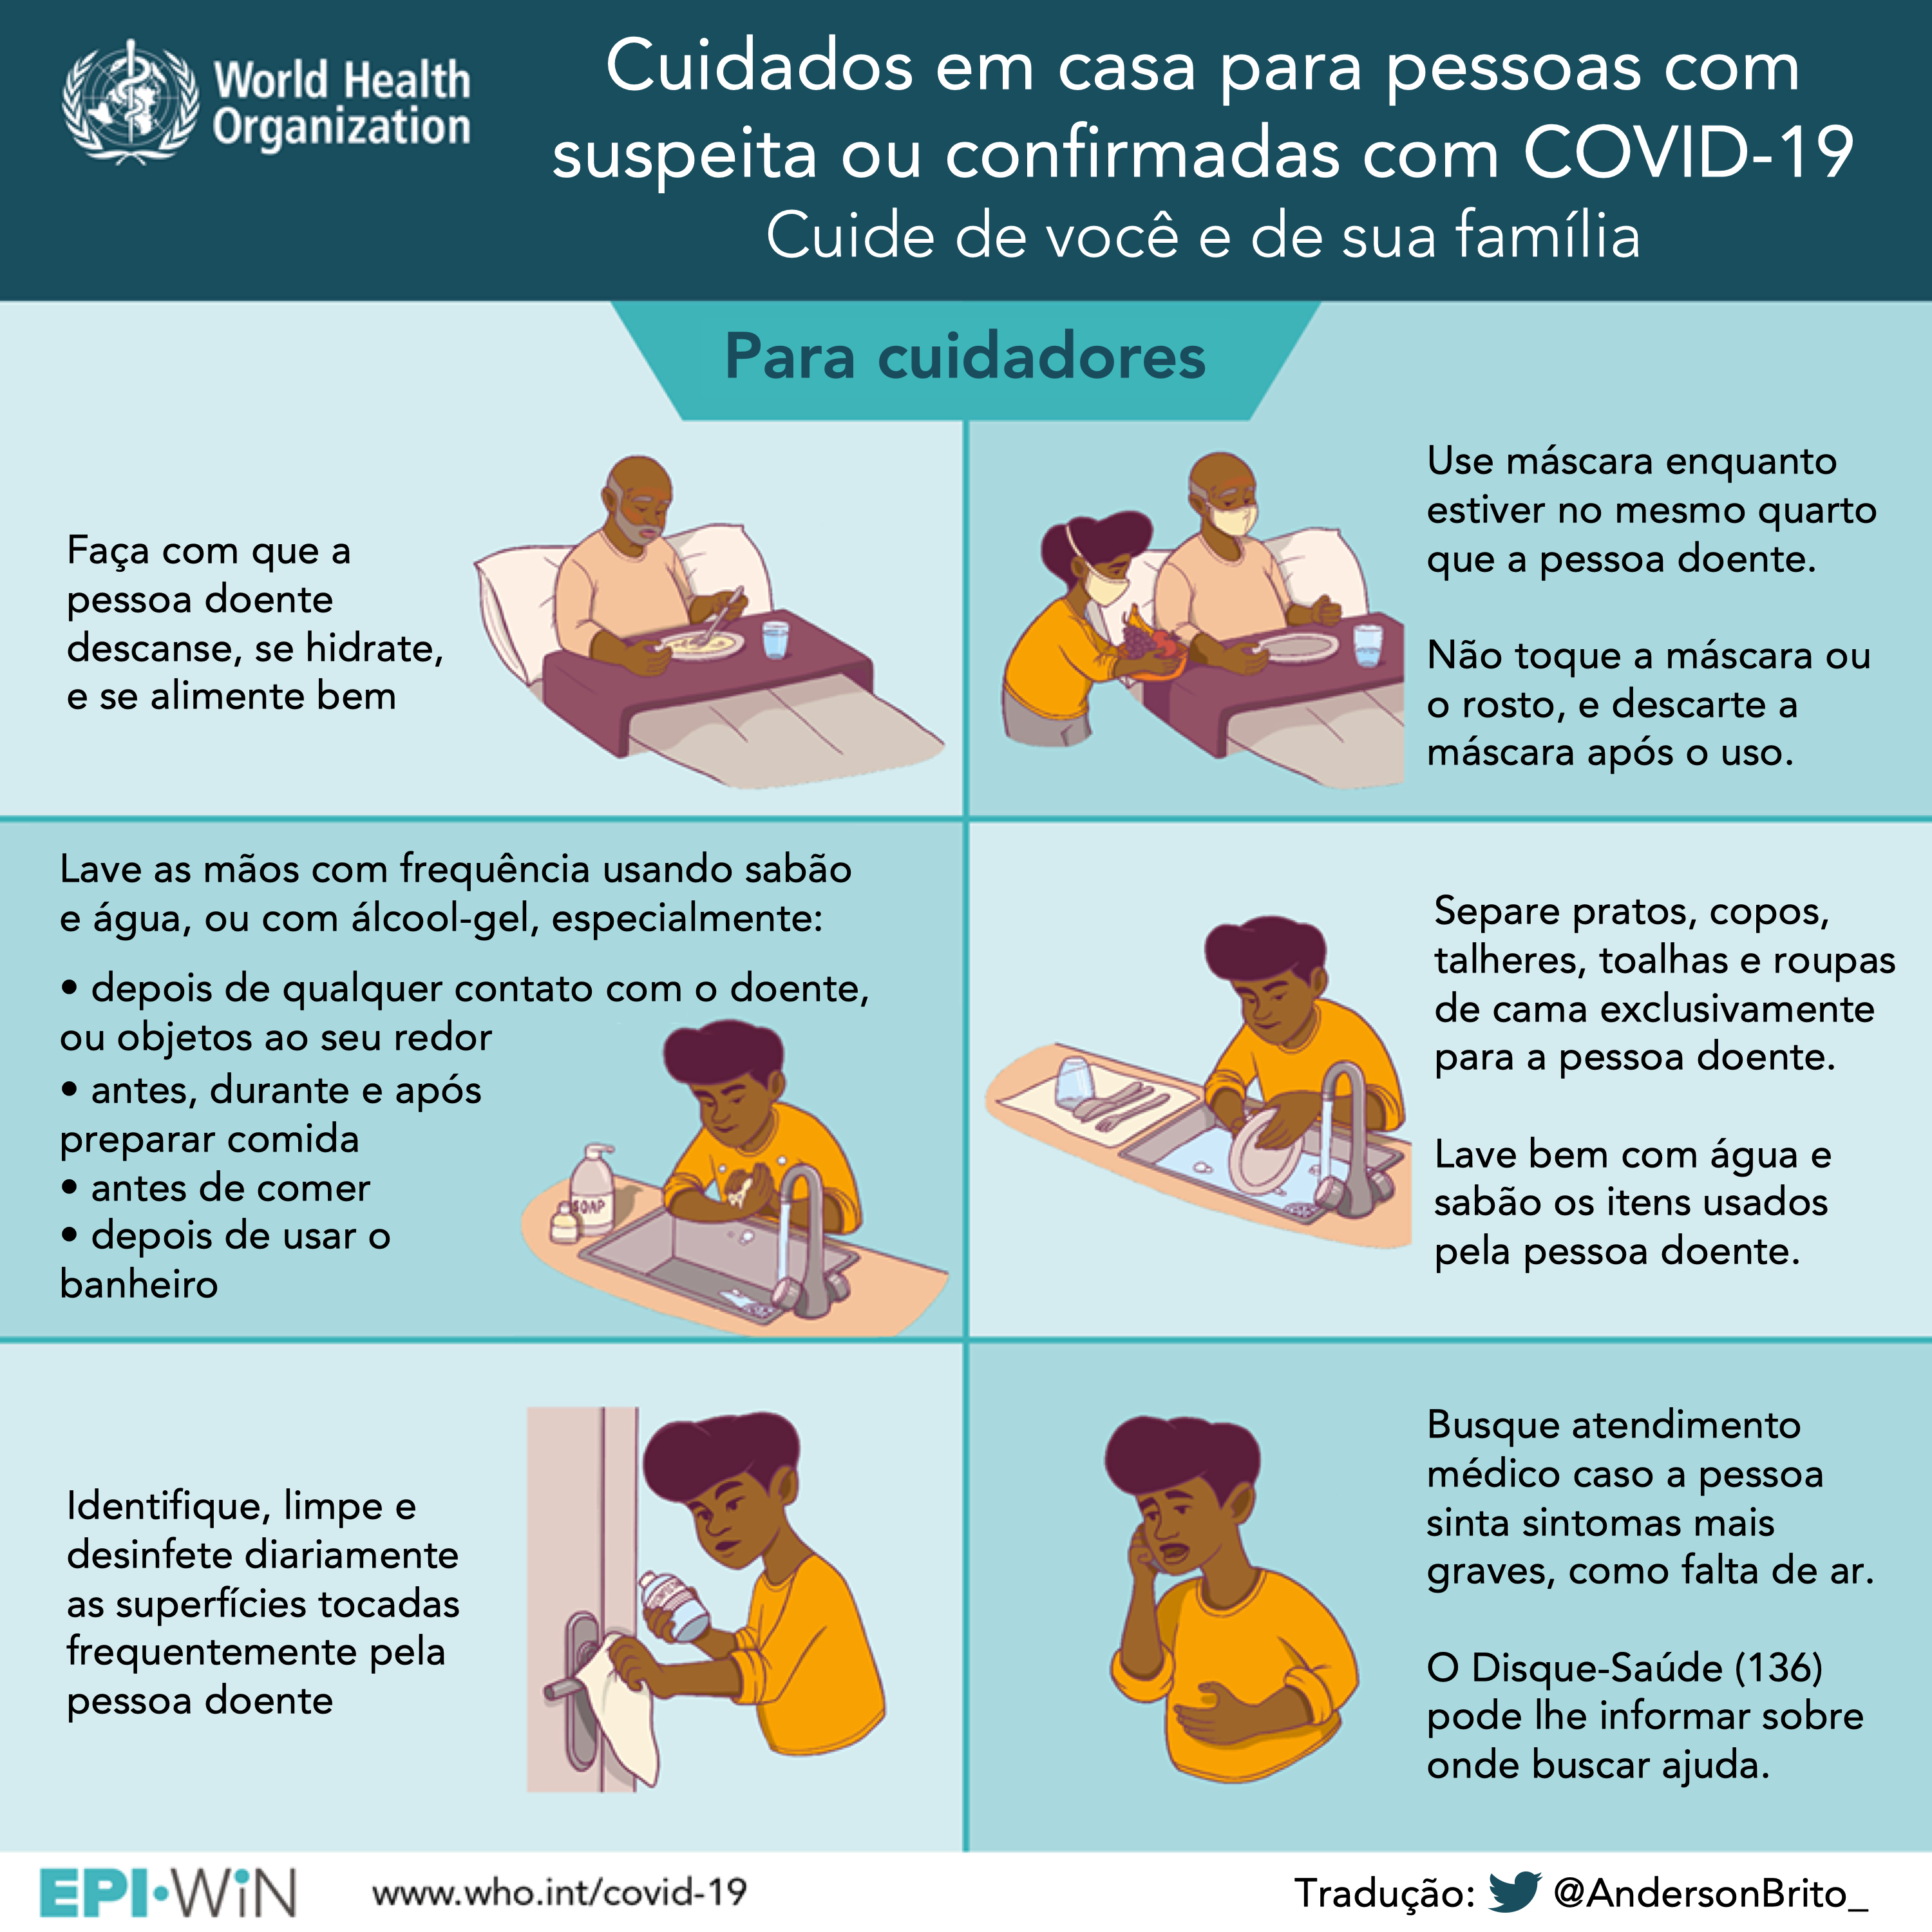 World Health
Organization
Cuidados em casa para pessoas com
suspeita ou confirmadas com COVID-19
Cuide de você e de sua família
Para cuidadores
Faça com que a
pessoa doente
descanse, se hidrate,
e se alimente bem
Use máscara enquanto
estiver no mesmo quarto
que a pessoa doente.
Não toque a máscara ou
o rosto, e descarte a
máscara após o uso.
Lave as mãos com frequência usando sabão
e água, ou com álcool-gel, especialmente:
• depois de qualquer contato com o doente,
ou objetos ao seu redor
• antes, durante e após
preparar comida
• antes de comer
• depois de usar o
banheiro
SOAP
Separe pratos, copos,
talheres, toalhas e roupas
de cama exclusivamente
para a pessoa doente.
Lave bem com água e
sabão os itens usados
pela pessoa doente.
Identifique, limpe e
desinfete diariamente
as superfícies tocadas
frequentemente pela
pessoa doente
Busque atendimento
médico caso a pessoa
sinta sintomas mais
graves, como falta de ar.
O Disque-Saúde (136)
pode lhe informar sobre
onde buscar ajuda.
EPI•WiN
www.who.int/covid-19
Tradução: @AndersonBrito_